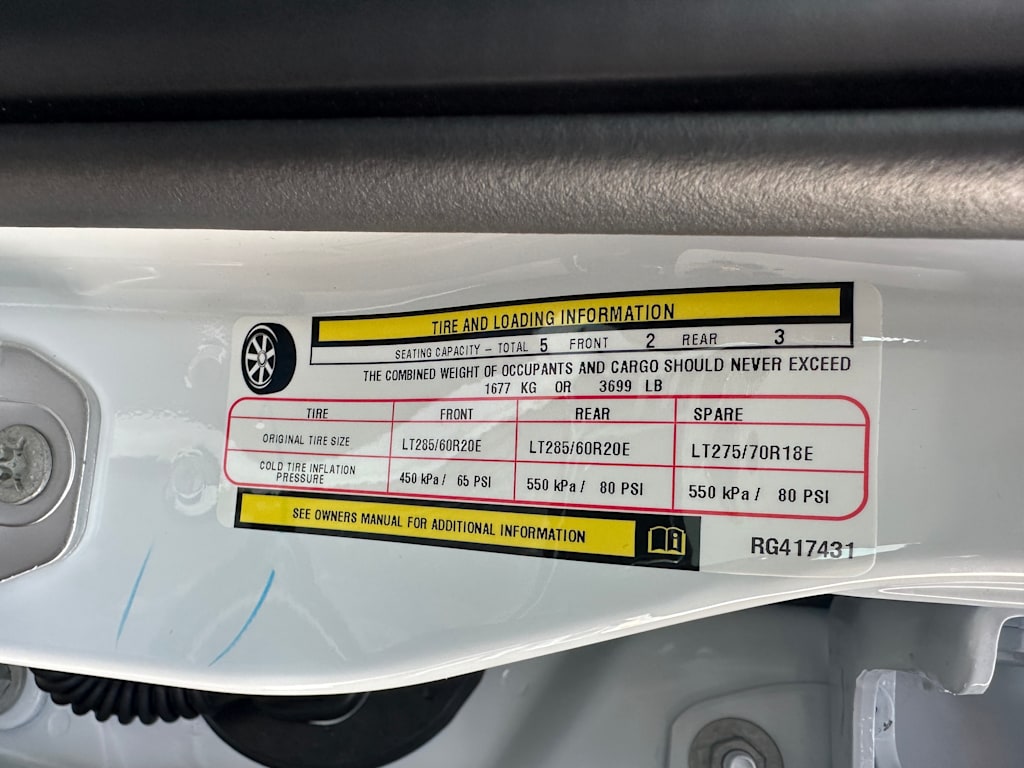 TIRE AND LOADING INFORMATION
SEATING CAPACITY – TOTAL 5 FRONT 2 REAR 3
THE COMBINED WEIGHT OF OCCUPANTS AND CARGO SHOULD NEVER EXCEED
1677 KG OR 3699 LB
TIRE FRONT REAR SPARE
ORIGINAL TIRE SIZE LT285/60R20E LT285/60R20E LT275/70R18E
COLD TIRE INFLATION
PRESSURE 450 kPa / 65 PSI 550 kPa / 80 PSI 550 kPa / 80 PSI
SEE OWNERS MANUAL FOR ADDITIONAL INFORMATION
RG417431